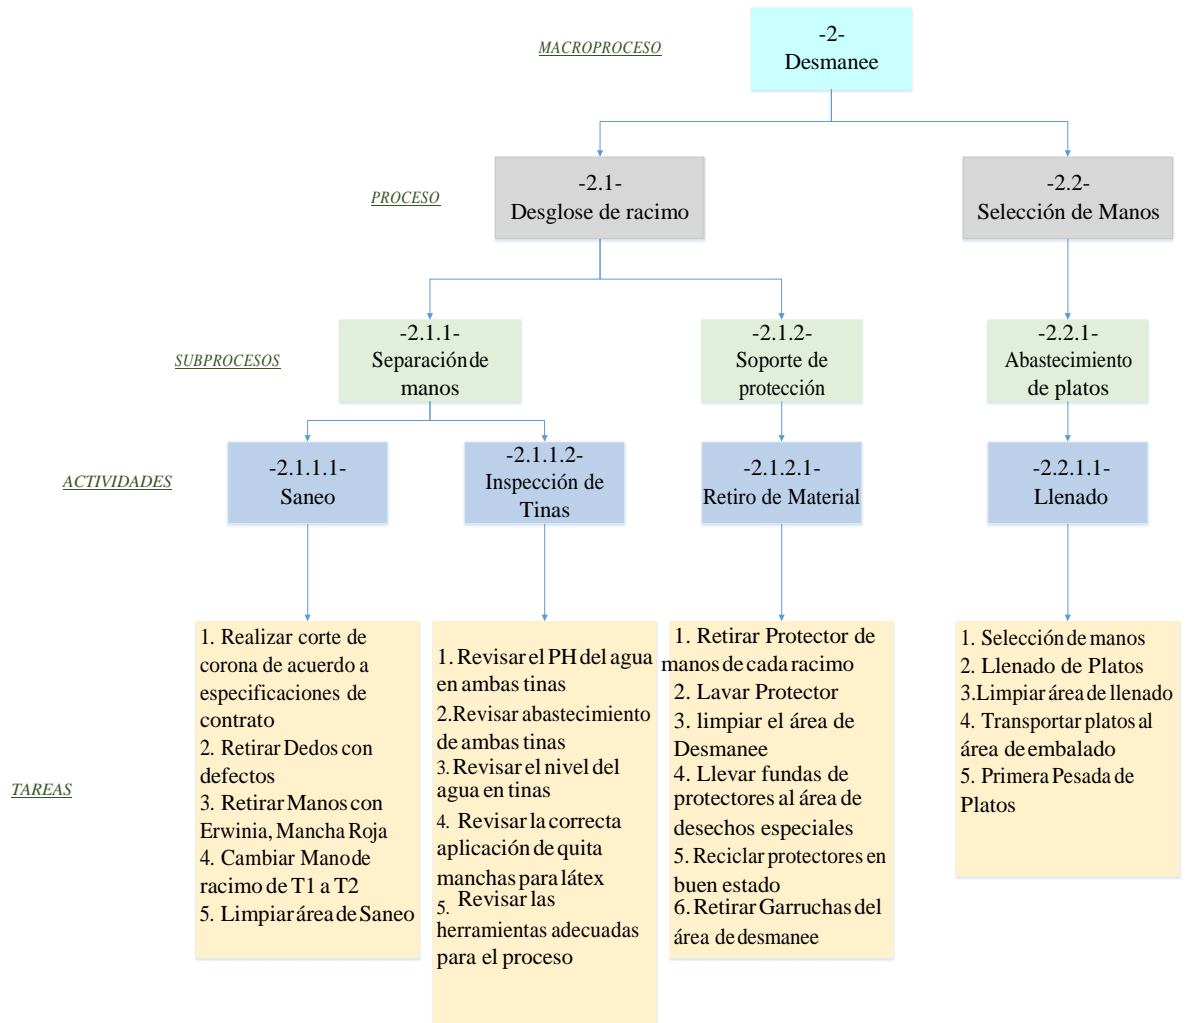 MACROPROCESO
-2-
Desmanee
PROCESO
-2.1-
Desglose de racimo
-2.2-
Selección de Manos
SUBPROCESOS
-2.1.1-
Separación de
manos
-2.1.2-
Soporte de
protección
-2.2.1-
Abastecimiento
de platos
ACTIVIDADES
-2.1.1.1-
Saneo
-2.1.1.2-
Inspección de
Tinas
-2.1.2.1-
Retiro de Material
-2.2.1.1-
Llenado
TAREAS
1. Realizar corte de
corona de acuerdo a
especificaciones de
contrato
2. Retirar Dedos con
defectos
3. Retirar Manos con
Erwinia, Mancha Roja
4. Cambiar Mano de
racimo de T1 a T2
5. Limpiar área de Saneo
1. Revisar el PH del agua
en ambas tinas
2.Revisar abastecimiento
de ambas tinas
3.Revisar el nivel del
agua en tinas
4. Revisar la correcta
aplicación de quita
manchas para látex
5. Revisar las
herramientas adecuadas
para el proceso
1. Retirar Protector de
manos de cada racimo
2. Lavar Protector
3. limpiar el área de
Desmanee
4. Llevar fundas de
protectores al área de
desechos especiales
5. Reciclar protectores en
buen estado
6. Retirar Garruchas del
área de desmanee
1. Selección de manos
2. Llenado de Platos
3.Limpiar área de llenado
4. Transportar platos al
área de embalado
5. Primera Pesada de
Platos